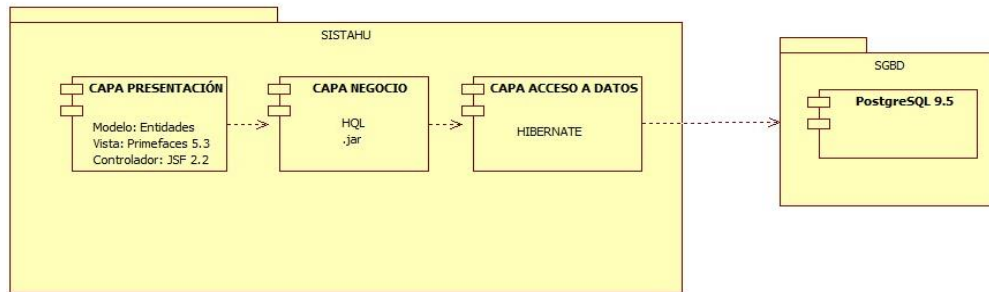 SISTAHU
CAPA PRESENTACIÓN
Modelo: Entidades
Vista: Primefaces 5.3
Controlador: JSF 2.2
CAPA NEGOCIO
HQL
.jar
CAPA ACCESO A DATOS
HIBERNATE
SGBD
PostgreSQL 9.5